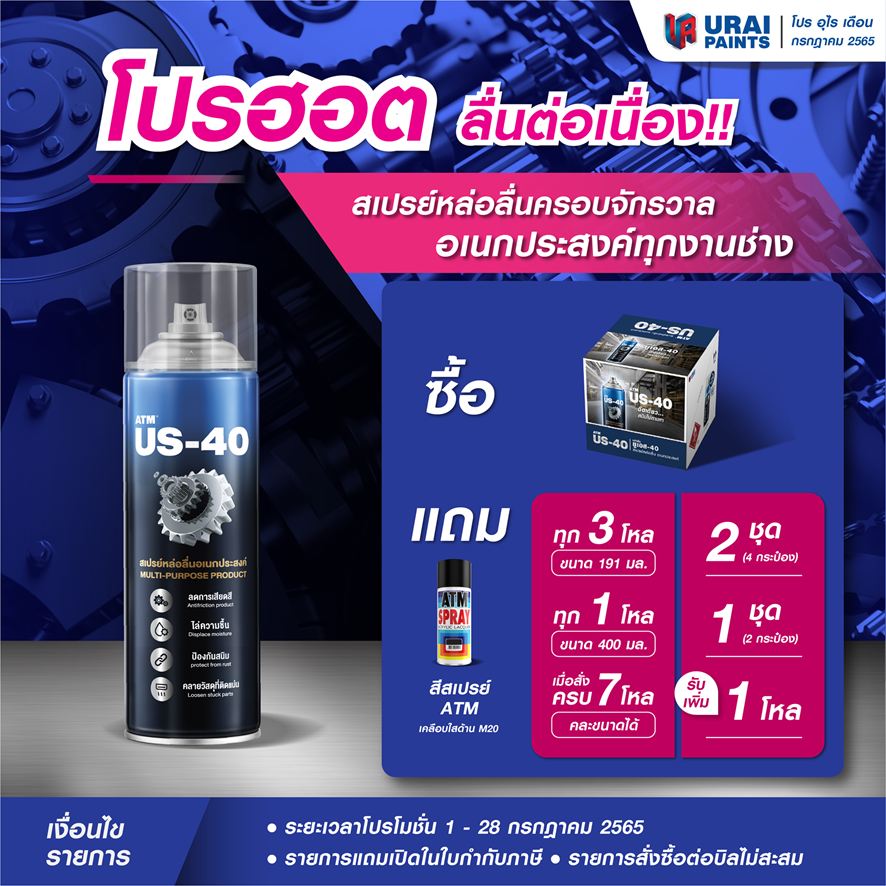 URAI
PAINTS
โปร อุไร เดือน
กรกฎาคม 2565
โปรฮอต ลื่นต่อเนื่อง!!
สเปรย์หล่อลื่นครอบจักรวาล
อเนกประสงค์ทุกงานช่าง
ATM
US-40
สเปรย์หล่อลื่นอเนกประสงค์
MULTI-PURPOSE PRODUCT
ลดการเสียดสี
Antifriction product
ไล่ความชื้น
Displace moisture
ป้องกันสนิม
protect from rust
คลายวัสดุที่ติดแน่น
Loosen stuck parts
ซื้อ
US-40
ATM
US-40
ATM
US-40
ยูเอส-40
แถม
ATM
SPRAY
ACRYLIC LACQUER
สีสเปรย์
ATM
เคลือบใสด้าน M20
ทุก 3 โหล
ขนาด 191 มล.
2 ชุด
(4 กระป๋อง)
ทุก 1 โหล
ขนาด 400 มล.
1 ชุด
(2 กระป๋อง)
เมื่อสั่ง
ครบ 7 โหล
คละขนาดได้
รับ
เพิ่ม
1 โหล
เงื่อนไข
รายการ
• ระยะเวลาโปรโมชั่น 1 - 28 กรกฎาคม 2565
• รายการแถมเปิดในใบกำกับภาษี • รายการสั่งซื้อต่อบิลไม่สะสม